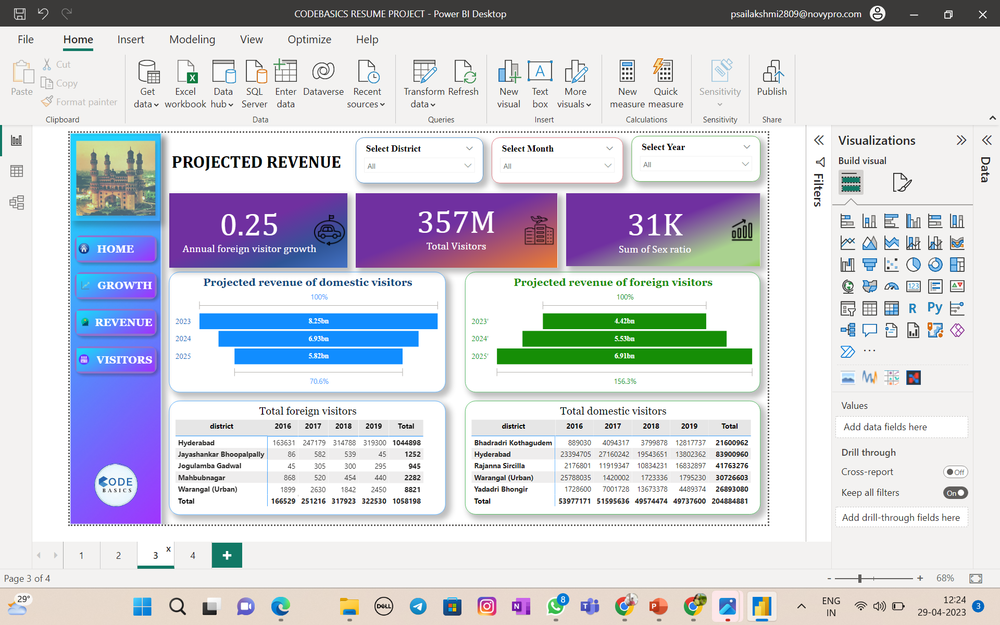 CODEBASICS RESUME PROJECT - Power BI Desktop
psailakshmi2809@novypro.com
File Home Insert Modeling View Optimize Help
Paste
Cut
Copy
Format painter
Clipboard
Get data
Excel workbook
Data hub
SQL Server
Enter data
Dataverse
Recent sources
Data
Transform data
Refresh
Queries
New visual
Text box
More visuals
Insert
New measure
Quick measure
Calculations
Sensitivity
Sensitivity
Publish
Share
HOME
GROWTH
REVENUE
VISITORS
CODE
BASICS
PROJECTED REVENUE
Select District
All
Select Month
All
Select Year
All
0.25
Annual foreign visitor growth
357M
Total Visitors
31K
Sum of Sex ratio
Projected revenue of domestic visitors
100%
2023 8.25bn
2024 6.93bn
2025 5.82bn
70.6%
Projected revenue of foreign visitors
100%
2023' 4.42bn
2024' 5.53bn
2025' 6.91bn
156.3%
Total foreign visitors
district 2016 2017 2018 2019 Total
Hyderabad 163631 247179 314788 319300 1044898
Jayashankar Bhoopalpally 86 582 539 45 1252
Jogulamba Gadwal 45 305 300 295 945
Mahbubnagar 868 520 454 440 2282
Warangal (Urban) 1899 2630 1842 2450 8821
Total 166529 251216 317923 322530 1058198
Total domestic visitors
district 2016 2017 2018 2019 Total
Bhadradri Kothagudem 889030 4094317 3799878 12817737 21600962
Hyderabad 23394705 27160242 19543651 13802362 83900960
Rajanna Sircilla 2176801 11919347 10834231 16832897 41763276
Warangal (Urban) 25788035 1420002 1723336 1795230 30726603
Yadadri Bhongir 1728600 7001728 13673378 4489374 26893080
Total 53977171 51595636 49574474 49737600 204884881
Filters
Visualizations
Build visual
123
R
Py
...
Values
Add data fields here
Drill through
Cross-report Off
Keep all filters On
Add drill-through fields here
Data
1 2 3 x 4 +
Page 3 of 4
- + 68%
29°
DELL
N
8
T
P
ENG
IN
12:24
29-04-2023
3